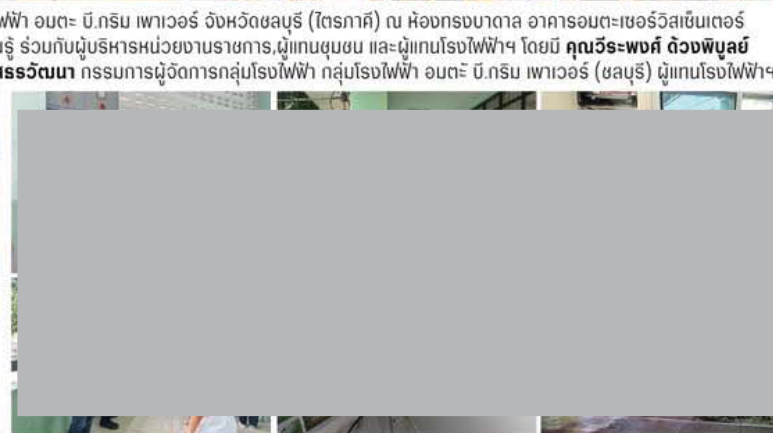 ฟฟ้า อมตะ บี.กริม เพาเวอร์ จังหวัดชลบุรี (ไตรภาคี) ณ ห้องทรงบาดาล อาคารอมตะเซอร์วิสเซ็นเตอร์
รู้ ร่วมกับผู้บริหารหน่วยงานราชการ,ผู้แทนชุมชน และผู้แทนโรงไฟฟ้าฯ โดยมี คุณวีระพงศ์ ด้วงพิบูลย์
กรรมการผู้จัดการกลุ่มโรงไฟฟ้า กลุ่มโรงไฟฟ้า อมตะ บี.กริม เพาเวอร์ (ชลบุรี) ผู้แทนโรงไฟฟ้าฯ